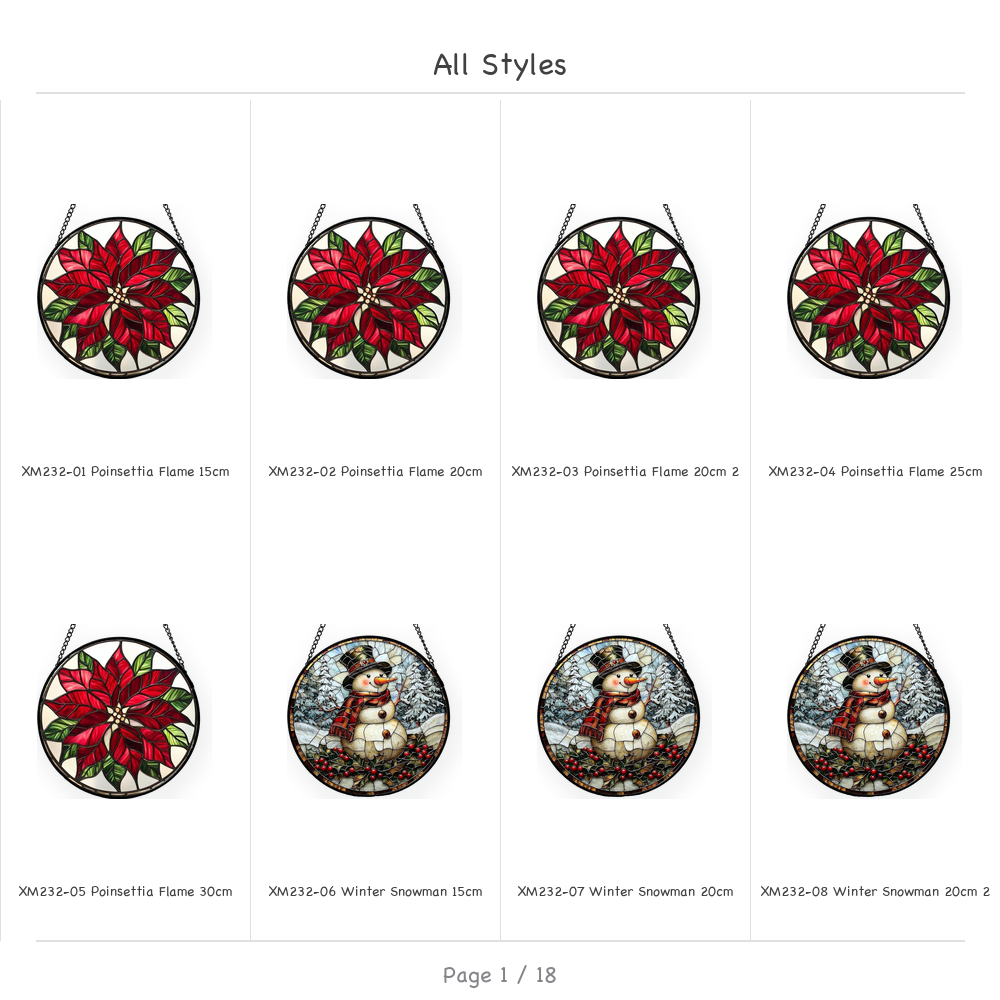 All Styles
XM232-01 Poinsettia Flame 15cm
XM232-02 Poinsettia Flame 20cm
XM232-03 Poinsettia Flame 20cm 2
XM232-04 Poinsettia Flame 25cm
XM232-05 Poinsettia Flame 30cm
XM232-06 Winter Snowman 15cm
XM232-07 Winter Snowman 20cm
XM232-08 Winter Snowman 20cm 2
Page 1 / 18